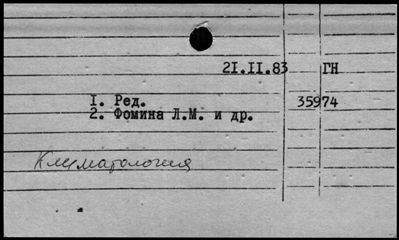 21.II.83 ГН
I. Ред. 35974
2. Фомина Л.М. и др.
Климатология